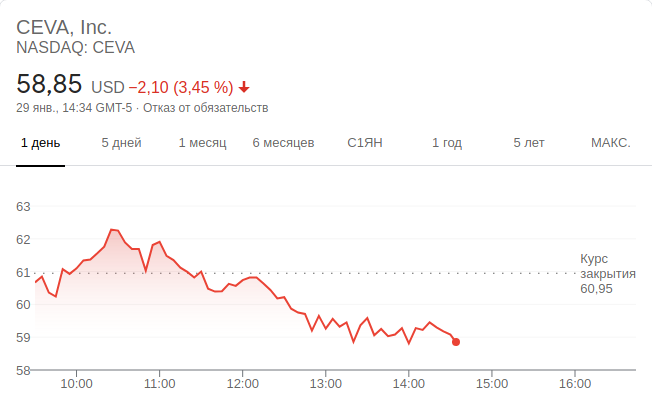 CEVA, Inc.
NASDAQ: CEVA
58,85 USD −2,10 (3,45 %)
29 янв., 14:34 GMT-5 · Отказ от обязательств
1 день 5 дней 1 месяц 6 месяцев С1ЯН 1 год 5 лет МАКС.
63
62
61
60
59
58
Курс
закрытия
60,95
10:00 11:00 12:00 13:00 14:00 15:00 16:00